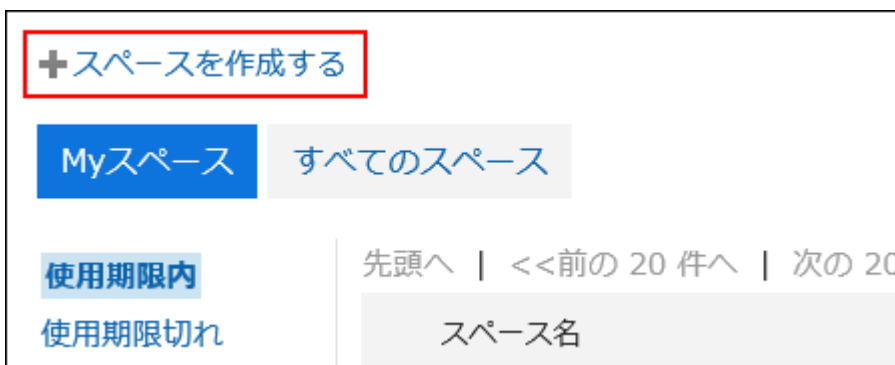 スペースを作成する
Myスペース すべてのスペース
使用期限内
使用期限切れ
先頭へ | <<前の 20 件へ | 次の 20
スペース名